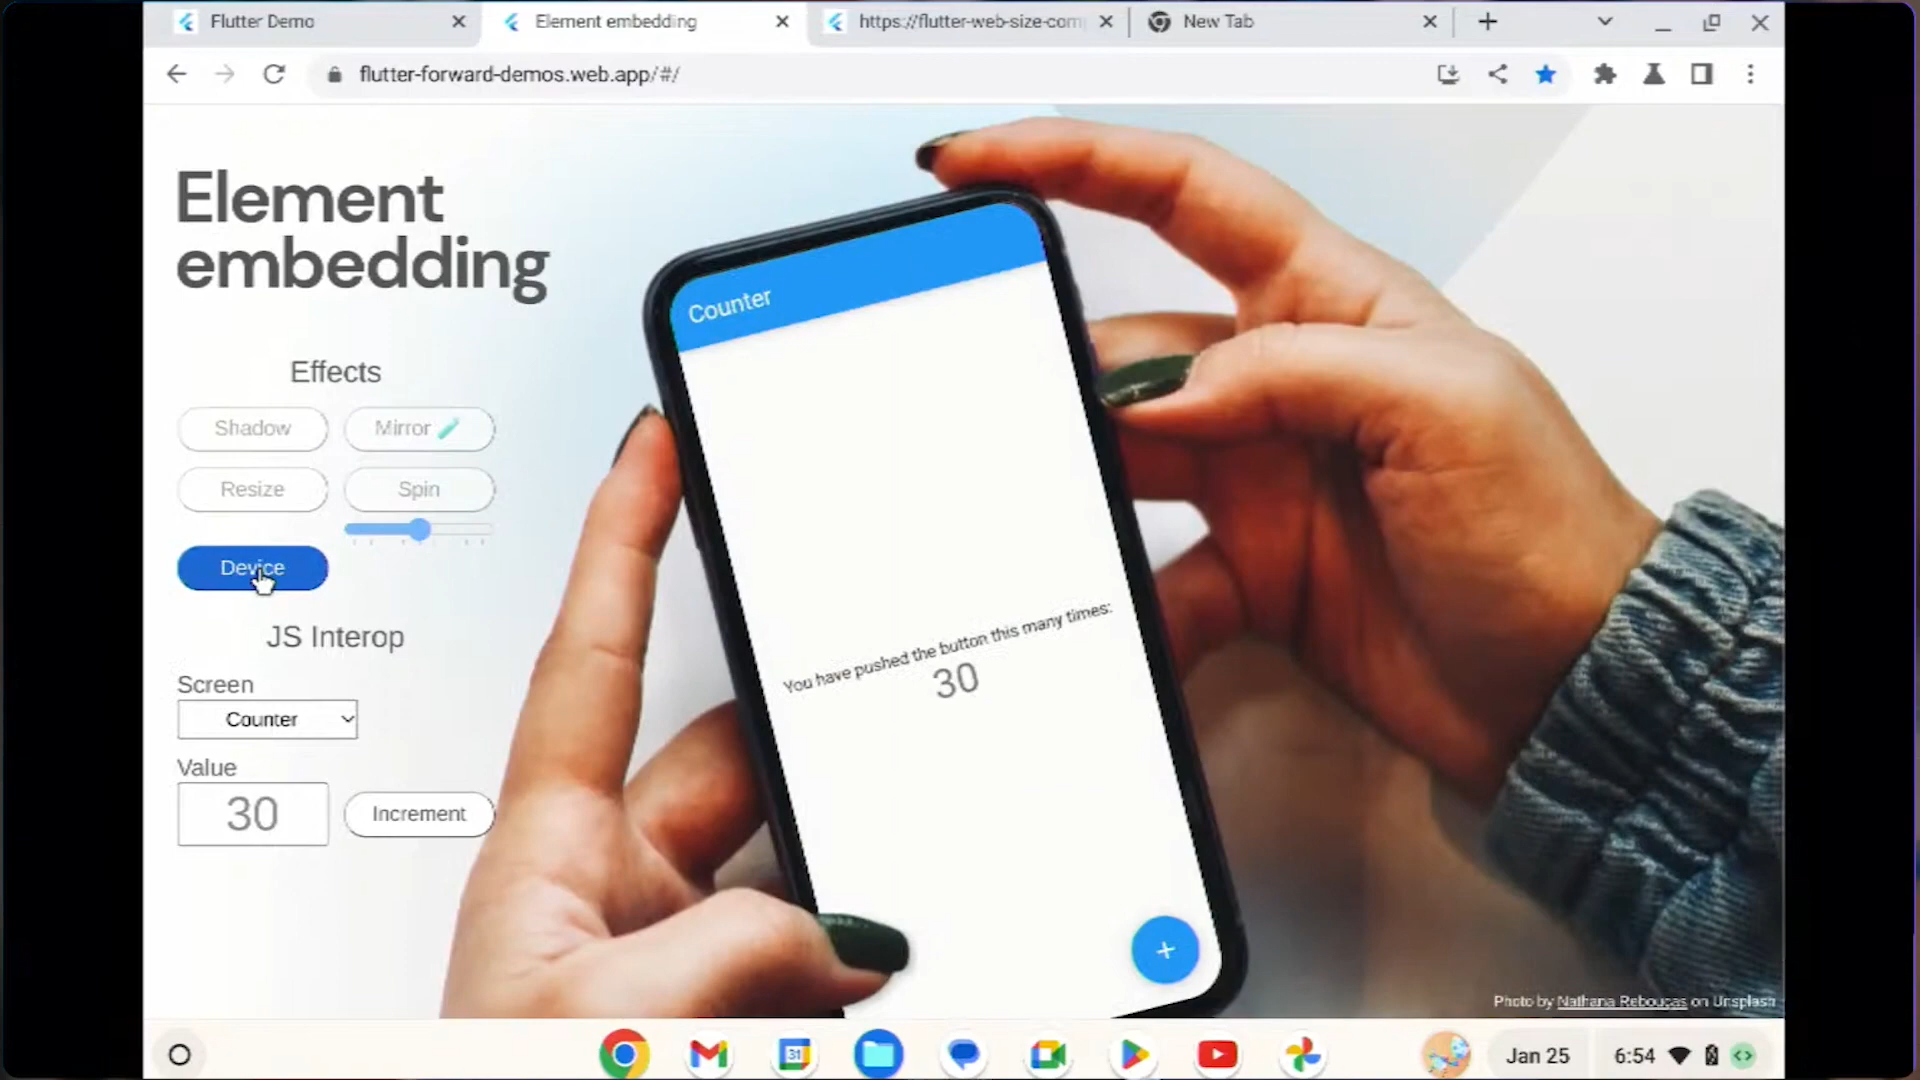 Flutter Demo
Element embedding
https://flutter-web-size-com
New Tab
flutter-forward-demos.web.app/#/
Element
embedding
Effects
Shadow
Mirror
Resize
Spin
Device
JS Interop
Screen
Counter
Value
30
Increment
Counter
You have pushed the button this many times:
30
+
Photo by Nathana Rebouças on Unsplash
31
Jan 25
6:54